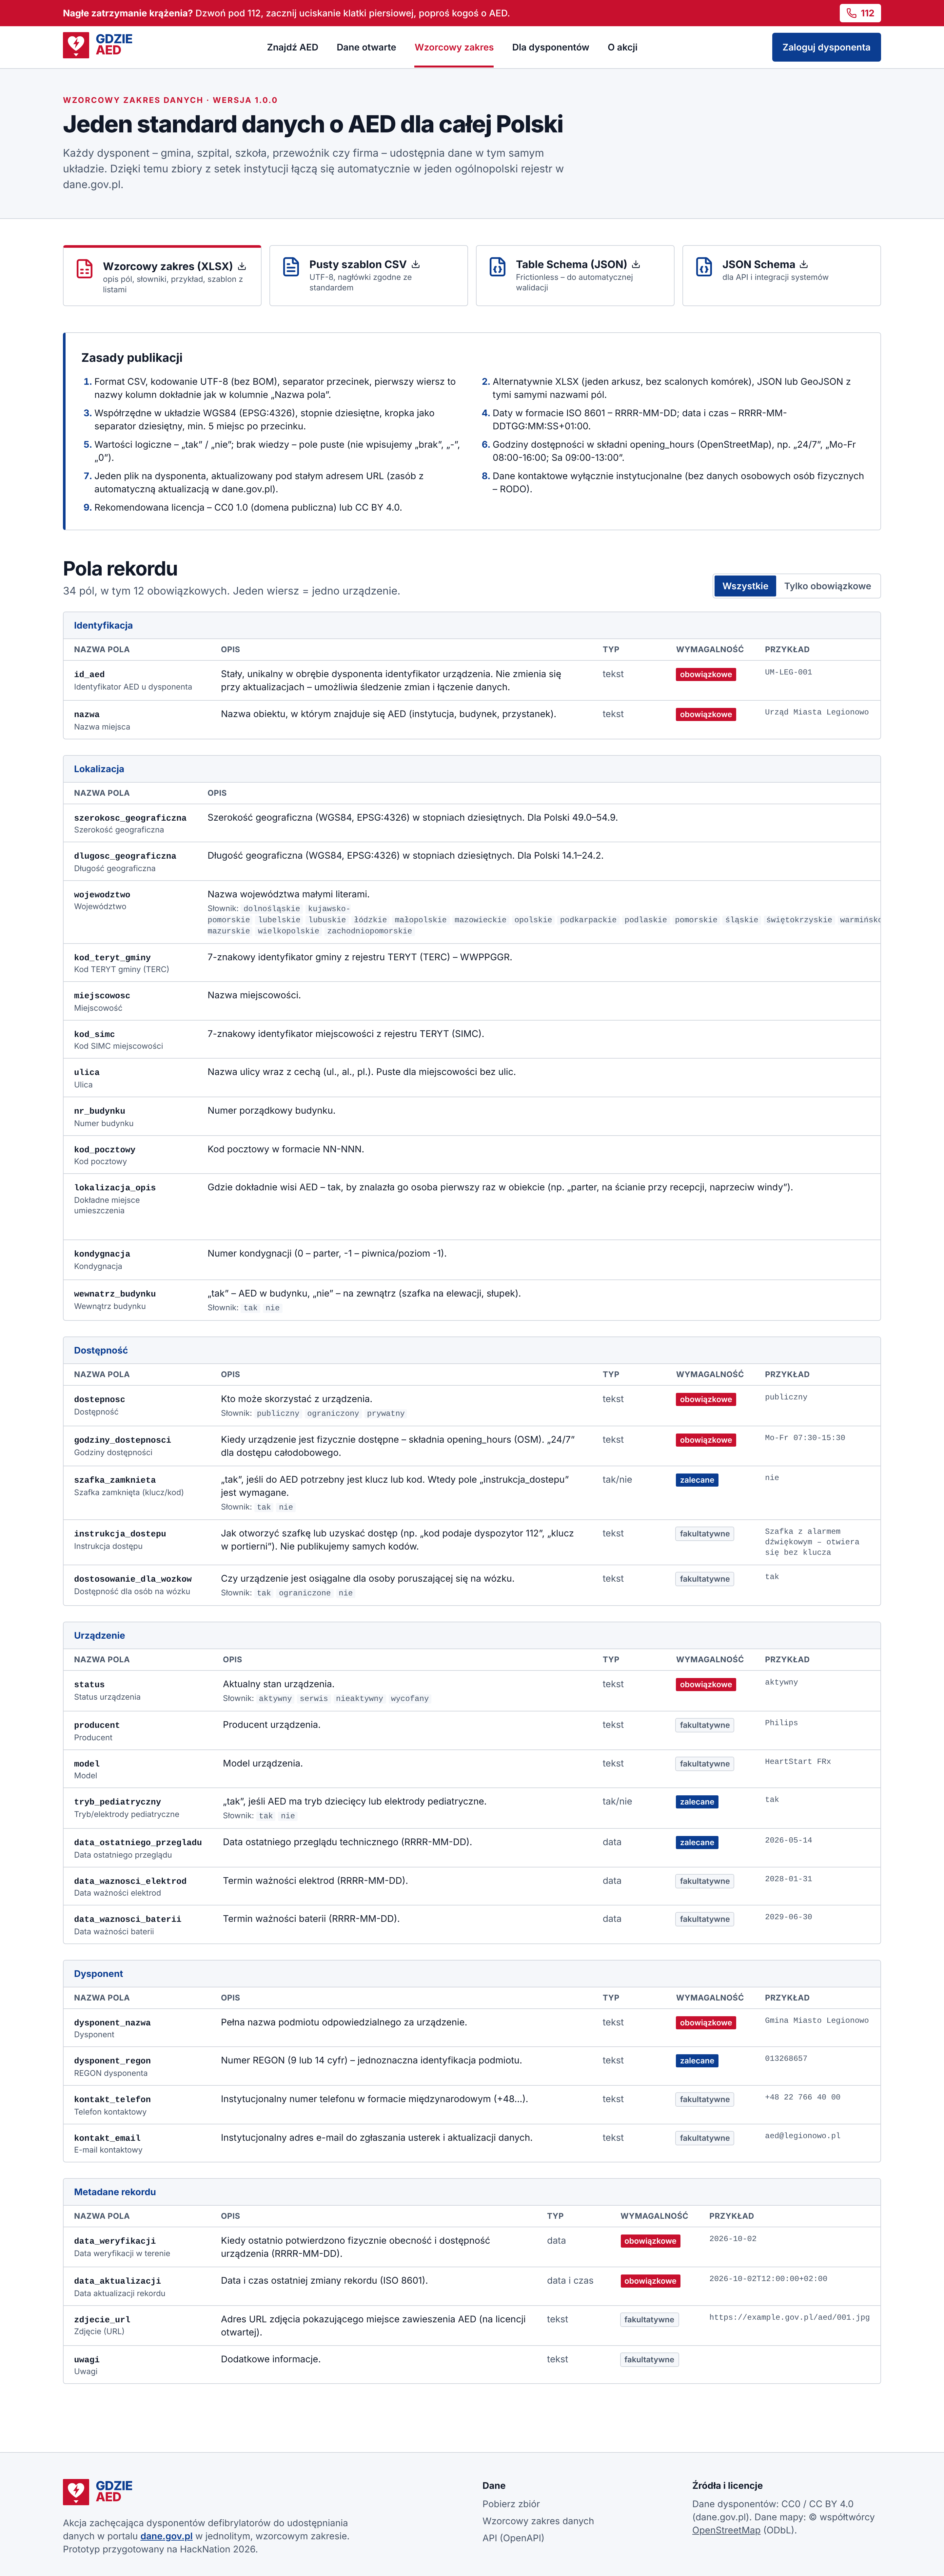 Nagłe zatrzymanie krążenia? Dzwoń pod 112, zacznij uciskanie klatki piersiowej, poproś kogoś o AED.
112
GDZIE
AED
Znajdź AED
Dane otwarte
Wzorcowy zakres
Dla dysponentów
O akcji
Zaloguj dysponenta
WZORCOWY ZAKRES DANYCH · WERSJA 1.0.0
Jeden standard danych o AED dla całej Polski
Każdy dysponent – gmina, szpital, szkoła, przewoźnik czy firma – udostępnia dane w tym samym
układzie. Dzięki temu zbiory z setek instytucji łączą się automatycznie w jeden ogólnopolski rejestr w
dane.gov.pl.
Wzorcowy zakres (XLSX)
opis pól, słowniki, przykład, szablon z
listami
Pusty szablon CSV
UTF-8, nagłówki zgodne ze
standardem
Table Schema (JSON)
Frictionless – do automatycznej
walidacji
JSON Schema
dla API i integracji systemów
Zasady publikacji
1. Format CSV, kodowanie UTF-8 (bez BOM), separator przecinek, pierwszy wiersz to
nazwy kolumn dokładnie jak w kolumnie „Nazwa pola”.
2. Alternatywnie XLSX (jeden arkusz, bez scalonych komórek), JSON lub GeoJSON z
tymi samymi nazwami pól.
3. Współrzędne w układzie WGS84 (EPSG:4326), stopnie dziesiętne, kropka jako
separator dziesiętny, min. 5 miejsc po przecinku.
4. Daty w formacie ISO 8601 – RRRR-MM-DD; data i czas – RRRR-MM-
DDTGG:MM:SS+01:00.
5. Wartości logiczne – „tak” / „nie”; brak wiedzy – pole puste (nie wpisujemy „brak”, „-”,
„0”).
6. Godziny dostępności w składni opening_hours (OpenStreetMap), np. „24/7”, „Mo-Fr
08:00-16:00; Sa 09:00-13:00”.
7. Jeden plik na dysponenta, aktualizowany pod stałym adresem URL (zasób z
automatyczną aktualizacją w dane.gov.pl).
8. Dane kontaktowe wyłącznie instytucjonalne (bez danych osobowych osób fizycznych
– RODO).
9. Rekomendowana licencja – CC0 1.0 (domena publiczna) lub CC BY 4.0.
Pola rekordu
34 pól, w tym 12 obowiązkowych. Jeden wiersz = jedno urządzenie.
Wszystkie
Tylko obowiązkowe
Identyfikacja
NAZWA POLA OPIS TYP WYMAGALNOŚĆ PRZYKŁAD
id_aed
Identyfikator AED u dysponenta
Stały, unikalny w obrębie dysponenta identyfikator urządzenia. Nie zmienia się
przy aktualizacjach – umożliwia śledzenie zmian i łączenie danych.
tekst
obowiązkowe
UM-LEG-001
nazwa
Nazwa miejsca
Nazwa obiektu, w którym znajduje się AED (instytucja, budynek, przystanek).
tekst
obowiązkowe
Urząd Miasta Legionowo
Lokalizacja
NAZWA POLA OPIS
szerokosc_geograficzna
Szerokość geograficzna
Szerokość geograficzna (WGS84, EPSG:4326) w stopniach dziesiętnych. Dla Polski 49.0–54.9.
dlugosc_geograficzna
Długość geograficzna
Długość geograficzna (WGS84, EPSG:4326) w stopniach dziesiętnych. Dla Polski 14.1–24.2.
wojewodztwo
Województwo
Nazwa województwa małymi literami.
Słownik: dolnośląskie kujawsko-
pomorskie lubelskie lubuskie łódzkie małopolskie mazowieckie opolskie podkarpackie podlaskie pomorskie śląskie świętokrzyskie warmińsko
mazurskie wielkopolskie zachodniopomorskie
kod_teryt_gminy
Kod TERYT gminy (TERC)
7-znakowy identyfikator gminy z rejestru TERYT (TERC) – WWPPGGR.
miejscowosc
Miejscowość
Nazwa miejscowości.
kod_simc
Kod SIMC miejscowości
7-znakowy identyfikator miejscowości z rejestru TERYT (SIMC).
ulica
Ulica
Nazwa ulicy wraz z cechą (ul., al., pl.). Puste dla miejscowości bez ulic.
nr_budynku
Numer budynku
Numer porządkowy budynku.
kod_pocztowy
Kod pocztowy
Kod pocztowy w formacie NN-NNN.
lokalizacja_opis
Dokładne miejsce
umieszczenia
Gdzie dokładnie wisi AED – tak, by znalazła go osoba pierwszy raz w obiekcie (np. „parter, na ścianie przy recepcji, naprzeciw windy”).
kondygnacja
Kondygnacja
Numer kondygnacji (0 – parter, -1 – piwnica/poziom -1).
wewnatrz_budynku
Wewnątrz budynku
„tak” – AED w budynku, „nie” – na zewnątrz (szafka na elewacji, słupek).
Słownik: tak nie
Dostępność
NAZWA POLA OPIS TYP WYMAGALNOŚĆ PRZYKŁAD
dostepnosc
Dostępność
Kto może skorzystać z urządzenia.
Słownik: publiczny ograniczony prywatny
tekst
obowiązkowe
publiczny
godziny_dostepnosci
Godziny dostępności
Kiedy urządzenie jest fizycznie dostępne – składnia opening_hours (OSM). „24/7”
dla dostępu całodobowego.
tekst
obowiązkowe
Mo-Fr 07:30-15:30
szafka_zamknieta
Szafka zamknięta (klucz/kod)
„tak”, jeśli do AED potrzebny jest klucz lub kod. Wtedy pole „instrukcja_dostepu”
jest wymagane.
Słownik: tak nie
tak/nie
zalecane
nie
instrukcja_dostepu
Instrukcja dostępu
Jak otworzyć szafkę lub uzyskać dostęp (np. „kod podaje dyspozytor 112”, „klucz
w portierni”). Nie publikujemy samych kodów.
tekst
fakultatywne
Szafka z alarmem
dźwiękowym – otwiera
się bez klucza
dostosowanie_dla_wozkow
Dostępność dla osób na wózku
Czy urządzenie jest osiągalne dla osoby poruszającej się na wózku.
Słownik: tak ograniczone nie
tekst
fakultatywne
tak
Urządzenie
NAZWA POLA OPIS TYP WYMAGALNOŚĆ PRZYKŁAD
status
Status urządzenia
Aktualny stan urządzenia.
Słownik: aktywny serwis nieaktywny wycofany
tekst
obowiązkowe
aktywny
producent
Producent
Producent urządzenia.
tekst
fakultatywne
Philips
model
Model
Model urządzenia.
tekst
fakultatywne
HeartStart FRx
tryb_pediatryczny
Tryb/elektrody pediatryczne
„tak”, jeśli AED ma tryb dziecięcy lub elektrody pediatryczne.
Słownik: tak nie
tak/nie
zalecane
tak
data_ostatniego_przegladu
Data ostatniego przeglądu
Data ostatniego przeglądu technicznego (RRRR-MM-DD).
data
zalecane
2026-05-14
data_waznosci_elektrod
Data ważności elektrod
Termin ważności elektrod (RRRR-MM-DD).
data
fakultatywne
2028-01-31
data_waznosci_baterii
Data ważności baterii
Termin ważności baterii (RRRR-MM-DD).
data
fakultatywne
2029-06-30
Dysponent
NAZWA POLA OPIS TYP WYMAGALNOŚĆ PRZYKŁAD
dysponent_nazwa
Dysponent
Pełna nazwa podmiotu odpowiedzialnego za urządzenie.
tekst
obowiązkowe
Gmina Miasto Legionowo
dysponent_regon
REGON dysponenta
Numer REGON (9 lub 14 cyfr) – jednoznaczna identyfikacja podmiotu.
tekst
zalecane
013268657
kontakt_telefon
Telefon kontaktowy
Instytucjonalny numer telefonu w formacie międzynarodowym (+48…).
tekst
fakultatywne
+48 22 766 40 00
kontakt_email
E-mail kontaktowy
Instytucjonalny adres e-mail do zgłaszania usterek i aktualizacji danych.
tekst
fakultatywne
aed@legionowo.pl
Metadane rekordu
NAZWA POLA OPIS TYP WYMAGALNOŚĆ PRZYKŁAD
data_weryfikacji
Data weryfikacji w terenie
Kiedy ostatnio potwierdzono fizycznie obecność i dostępność
urządzenia (RRRR-MM-DD).
data
obowiązkowe
2026-10-02
data_aktualizacji
Data aktualizacji rekordu
Data i czas ostatniej zmiany rekordu (ISO 8601).
data i czas
obowiązkowe
2026-10-02T12:00:00+02:00
zdjecie_url
Zdjęcie (URL)
Adres URL zdjęcia pokazującego miejsce zawieszenia AED (na licencji
otwartej).
tekst
fakultatywne
https://example.gov.pl/aed/001.jpg
uwagi
Uwagi
Dodatkowe informacje.
tekst
fakultatywne
GDZIE
AED
Akcja zachęcająca dysponentów defibrylatorów do udostępniania
danych w portalu dane.gov.pl w jednolitym, wzorcowym zakresie.
Prototyp przygotowany na HackNation 2026.
Dane
Pobierz zbiór
Wzorcowy zakres danych
API (OpenAPI)
Źródła i licencje
Dane dysponentów: CC0 / CC BY 4.0
(dane.gov.pl). Dane mapy: © współtwórcy
OpenStreetMap (ODbL).